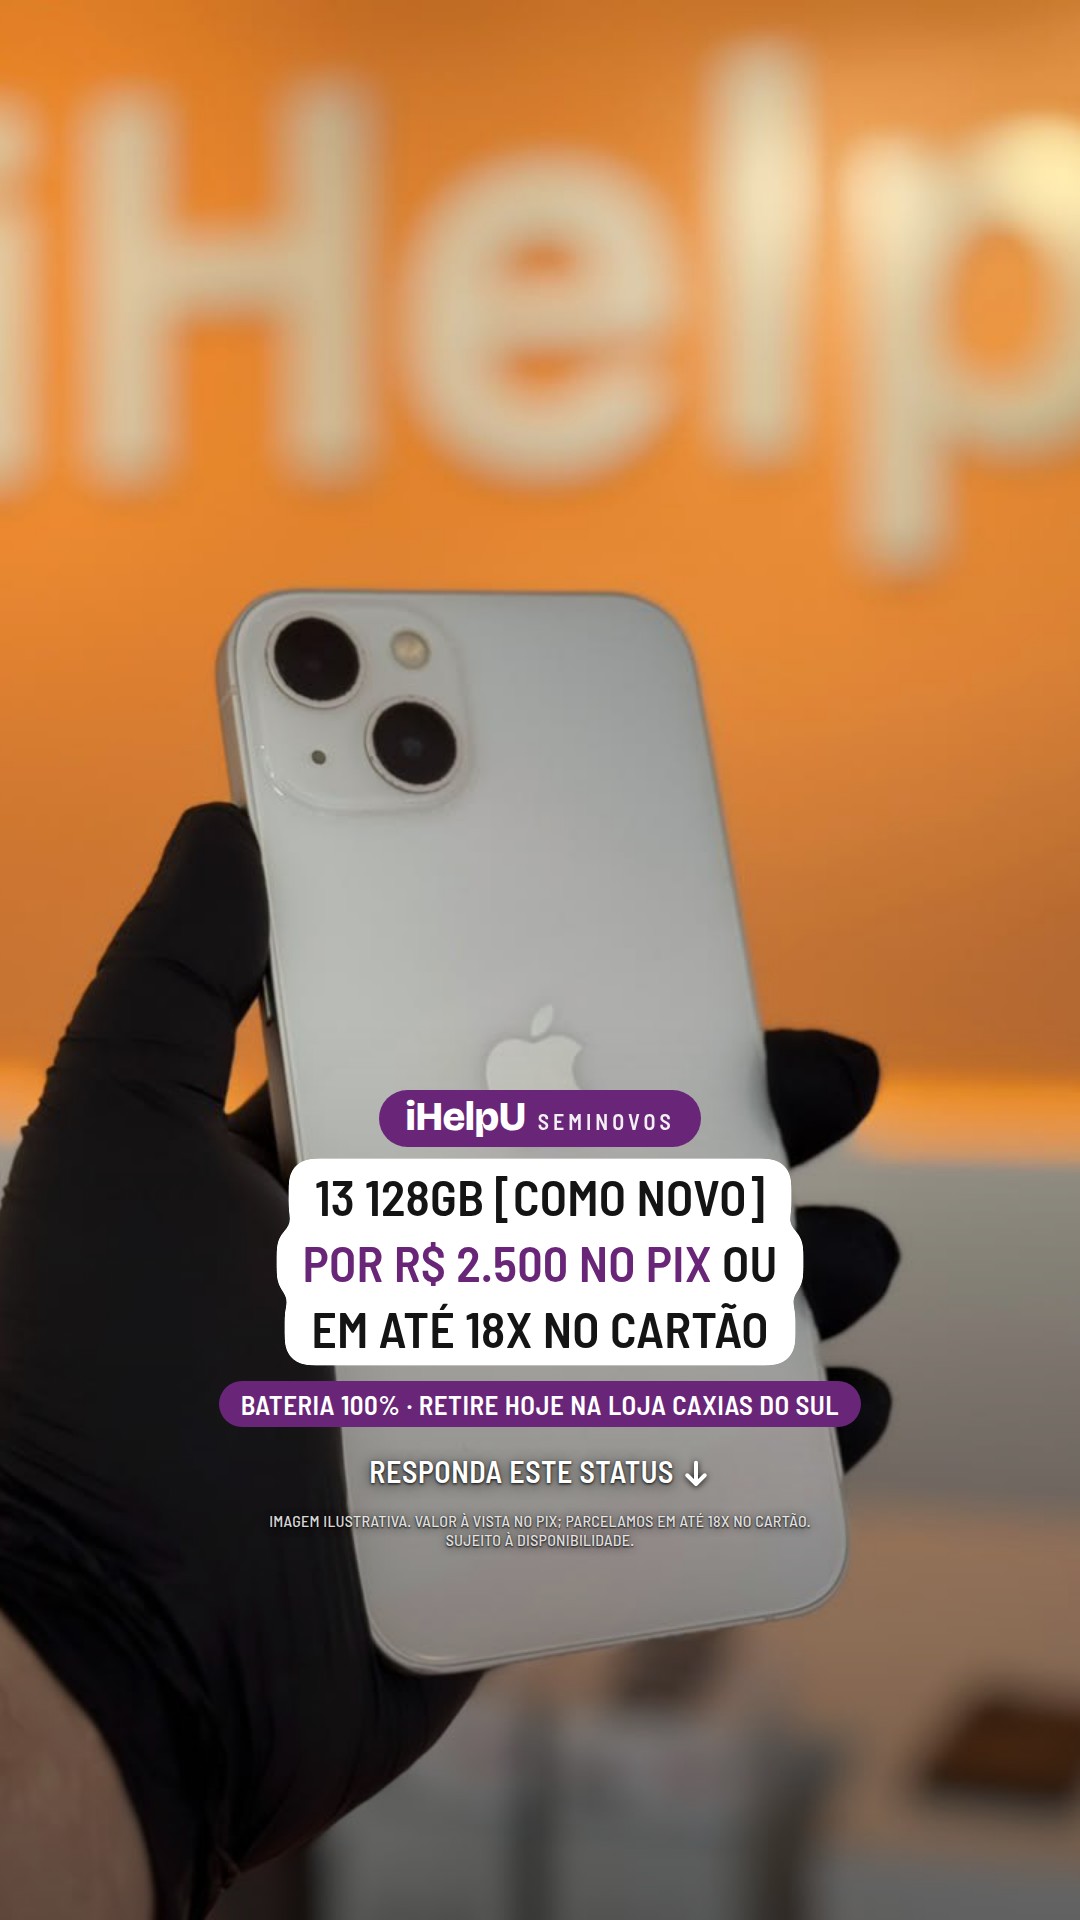 iHelp
iHelpU SEMINOVOS
13 128GB [COMO NOVO]
POR R$ 2.500 NO PIX OU
EM ATÉ 18X NO CARTÃO
BATERIA 100% · RETIRE HOJE NA LOJA CAXIAS DO SUL
RESPONDA ESTE STATUS ↓
IMAGEM ILUSTRATIVA. VALOR À VISTA NO PIX; PARCELAMOS EM ATÉ 18X NO CARTÃO.
SUJEITO À DISPONIBILIDADE.